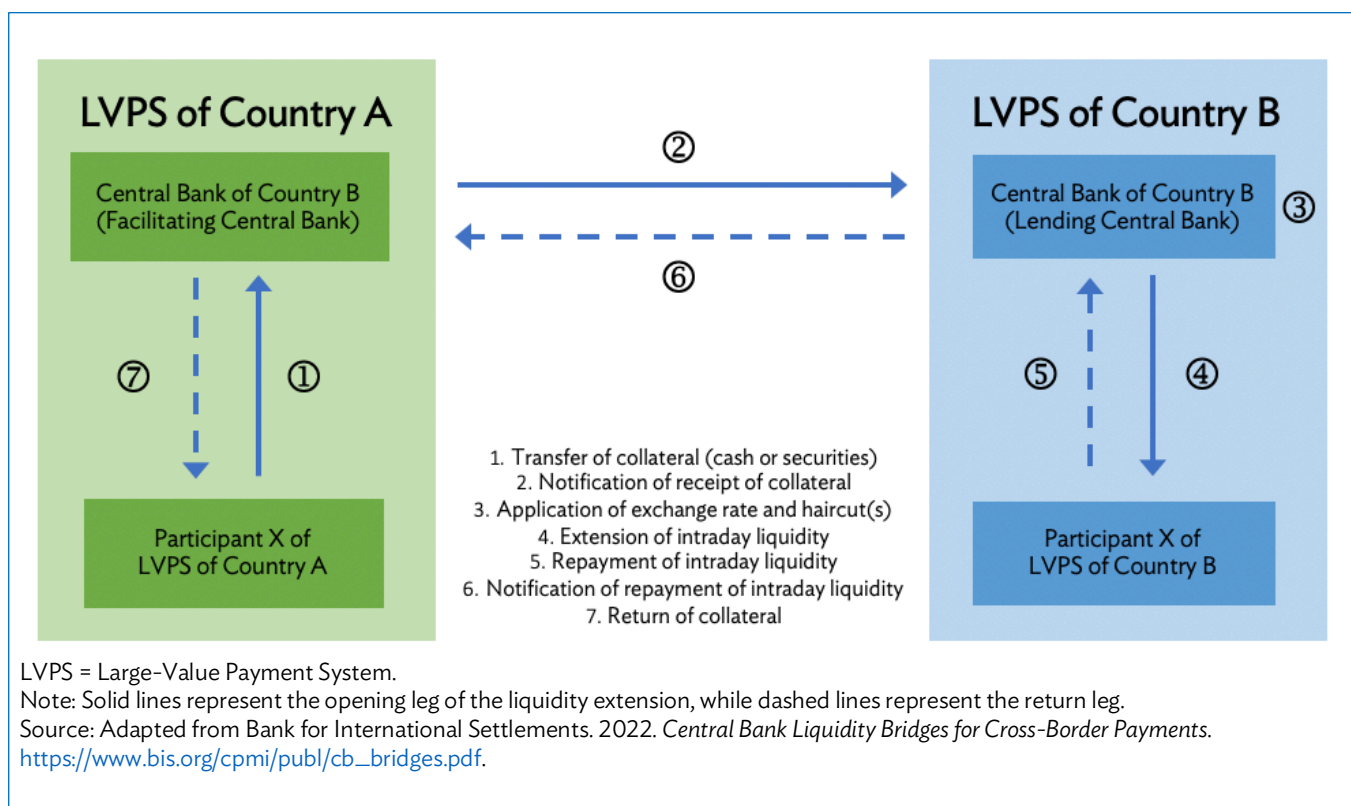 LVPS of Country A
Central Bank of Country B
(Facilitating Central Bank)
⑦
①
Participant X of
LVPS of Country A
②
⑥
1. Transfer of collateral (cash or securities)
2. Notification of receipt of collateral
3. Application of exchange rate and haircut(s)
4. Extension of intraday liquidity
5. Repayment of intraday liquidity
6. Notification of repayment of intraday liquidity
7. Return of collateral
LVPS of Country B
Central Bank of Country B
(Lending Central Bank)
③
⑤
④
Participant X of
LVPS of Country B
LVPS = Large-Value Payment System.
Note: Solid lines represent the opening leg of the liquidity extension, while dashed lines represent the return leg.
Source: Adapted from Bank for International Settlements. 2022. Central Bank Liquidity Bridges for Cross-Border Payments.
https://www.bis.org/cpmi/publ/cb_bridges.pdf.